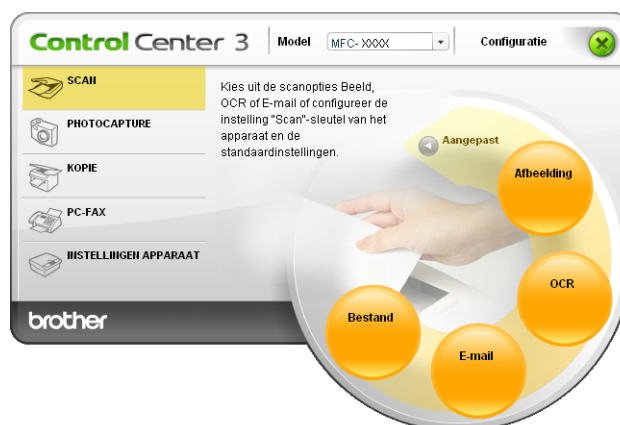 Control Center 3
Model
MFC- XXXX
Configuratie
SCAN
PHOTOCAPTURE
KOPIE
PC-FAX
INSTELLINGEN APPARAAT
Kies uit de scanopties Beeld,
OCR of E-mail of configureer de
instelling "Scan"-sleutel van het
apparaat en de
standaardinstellingen.
Aangepast
Afbeelding
OCR
E-mail
Bestand
brother